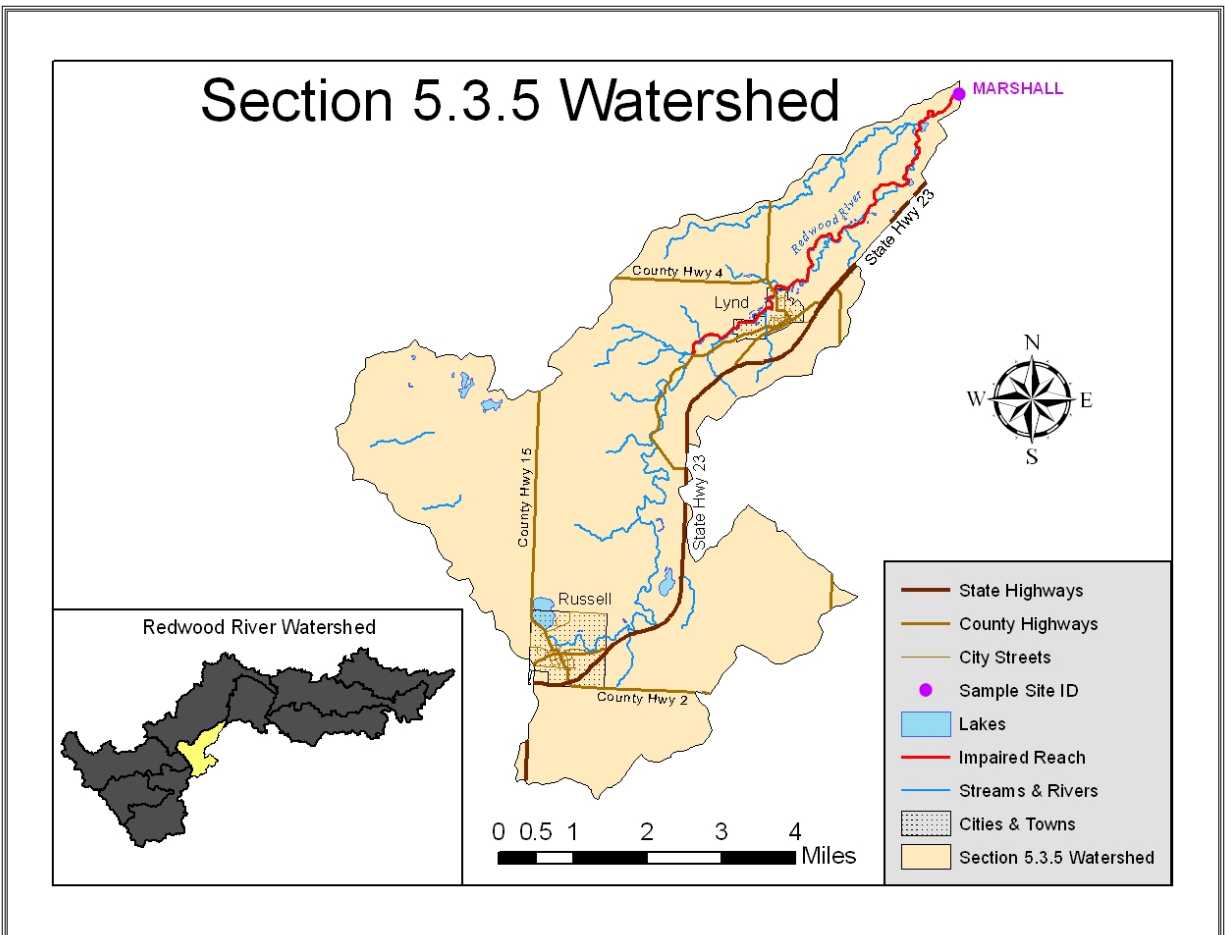 Section 5.3.5 Watershed
MARSHALL
Redwood River
State Hwy 23
County Hwy 4
Lynd
N
W
E
S
County Hwy 15
State Hwy 23
Russell
County Hwy 2
Redwood River Watershed
0 0.5 1 2 3 4
Miles
State Highways
County Highways
City Streets
Sample Site ID
Lakes
Impaired Reach
Streams & Rivers
Cities & Towns
Section 5.3.5 Watershed